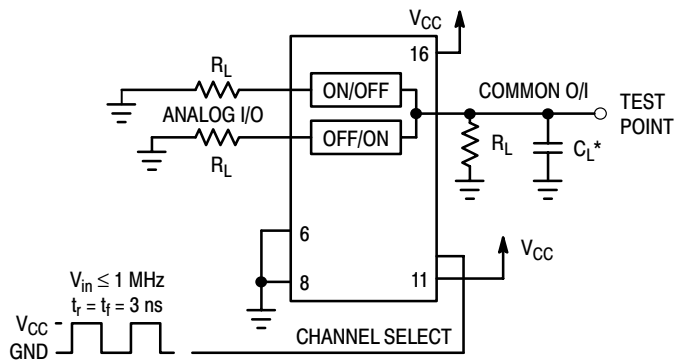 V_CC
16
R_L
ON/OFF
COMMON O/I
TEST
POINT
ANALOG I/O
OFF/ON
R_L
R_L
C_L*
6
V_CC
8
11
V_in ≤ 1 MHz
t_r = t_f = 3 ns
V_CC
GND
CHANNEL SELECT